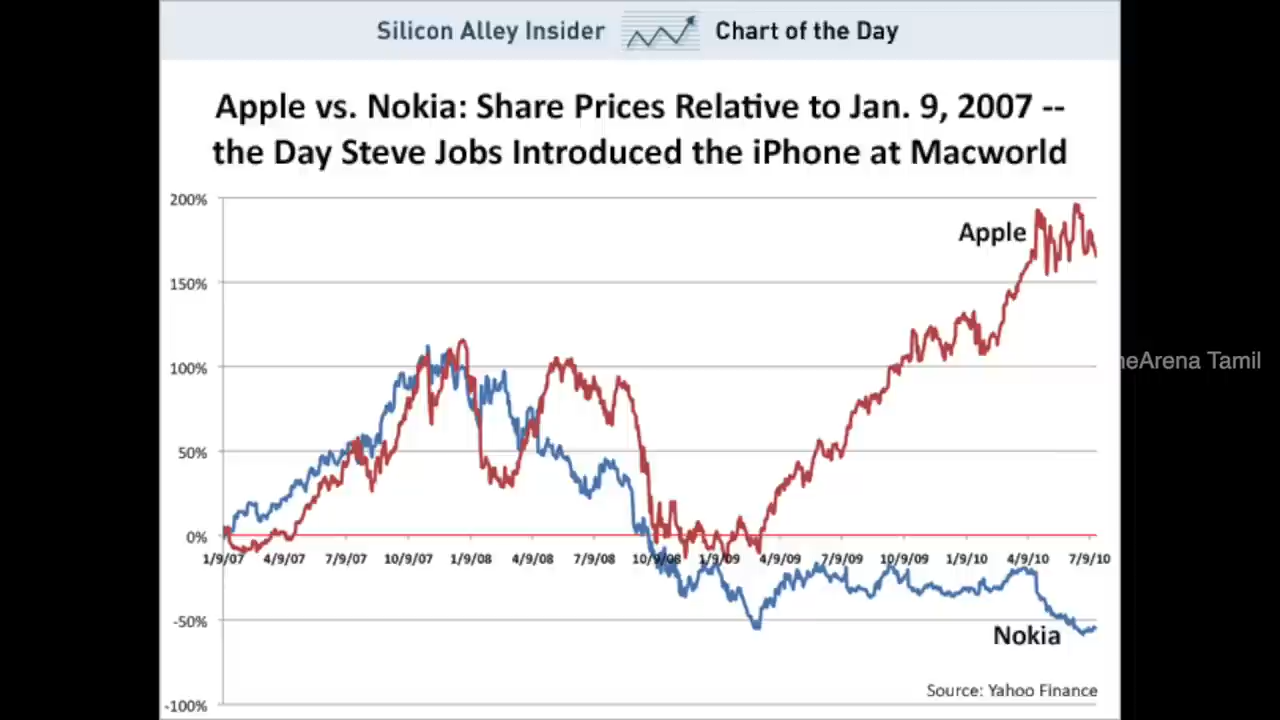 Silicon Alley Insider Chart of the Day
Apple vs. Nokia: Share Prices Relative to Jan. 9, 2007 --
the Day Steve Jobs Introduced the iPhone at Macworld
200%
Apple
150%
100%
50%
0%
1/9/07 4/9/07 7/9/07 10/9/07 1/9/08 4/9/08 7/9/08 10/9/08 1/9/09 4/9/09 7/9/09 10/9/09 1/9/10 4/9/10 7/9/10
-50%
Nokia
Source: Yahoo Finance
-100%
Tamil